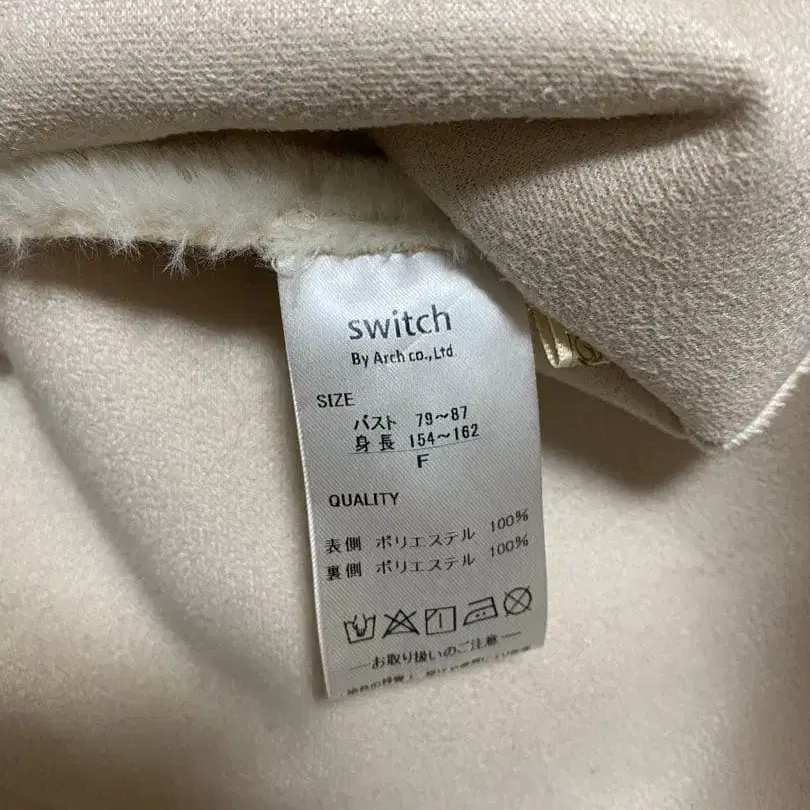 switch
By Arch co.,Ltd
SIZE
バスト 79～87
身長 154～162
F
QUALITY
表側 ポリエステル 100%
裏側 ポリエステル 100%
お取り扱いのご注意